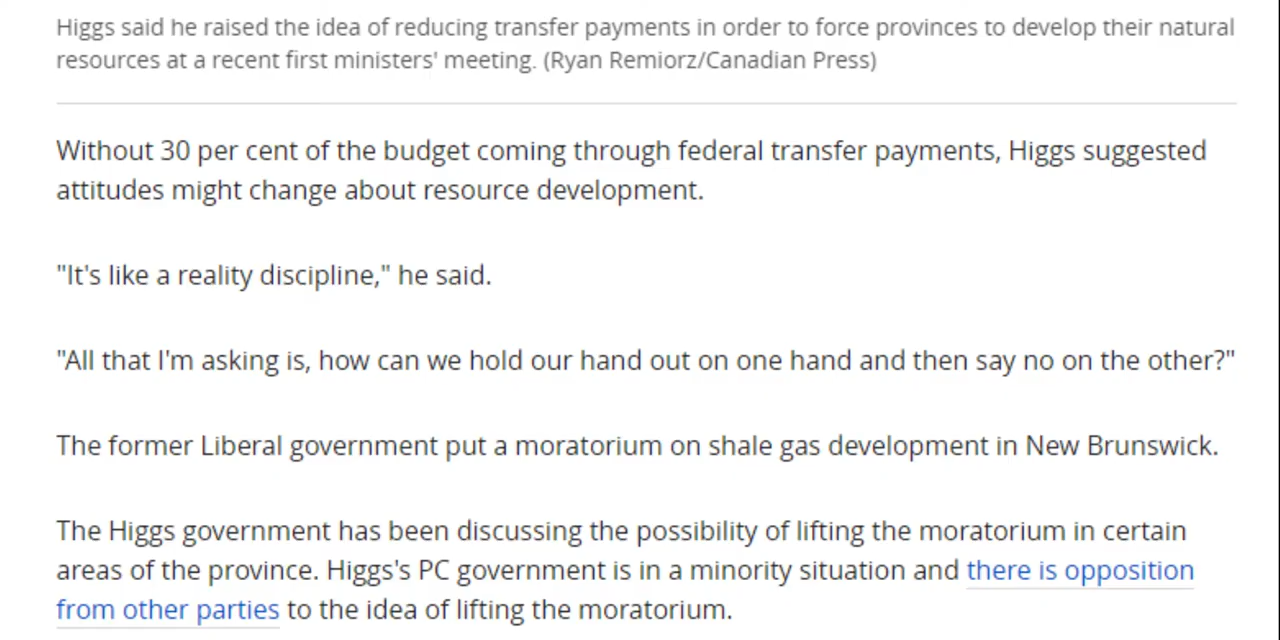 Higgs said he raised the idea of reducing transfer payments in order to force provinces to develop their natural
resources at a recent first ministers' meeting. (Ryan Remiorz/Canadian Press)
Without 30 per cent of the budget coming through federal transfer payments, Higgs suggested
attitudes might change about resource development.
"It's like a reality discipline," he said.
"All that I'm asking is, how can we hold our hand out on one hand and then say no on the other?"
The former Liberal government put a moratorium on shale gas development in New Brunswick.
The Higgs government has been discussing the possibility of lifting the moratorium in certain
areas of the province. Higgs's PC government is in a minority situation and there is opposition
from other parties to the idea of lifting the moratorium.